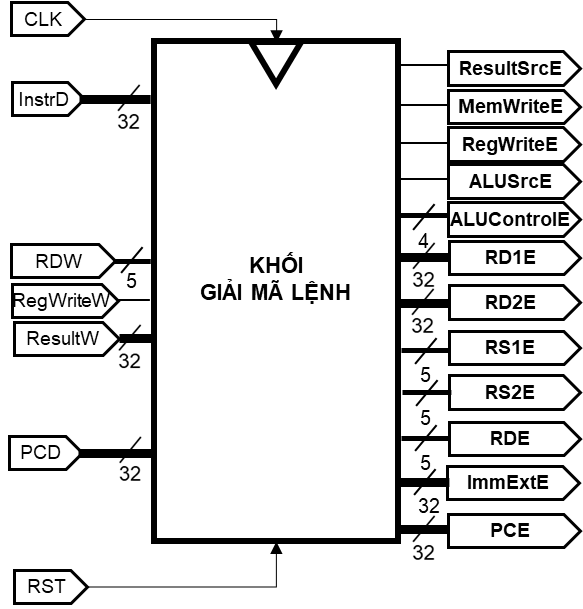 CLK
InstrD
32
RDW
5
RegWriteW
ResultW
32
PCD
32
RST
KHỐI
GIẢI MÃ LỆNH
ResultSrcE
MemWriteE
RegWriteE
ALUSrcE
ALUControlE
4
RD1E
32
RD2E
32
RS1E
5
RS2E
5
RDE
5
ImmExtE
32
PCE
32